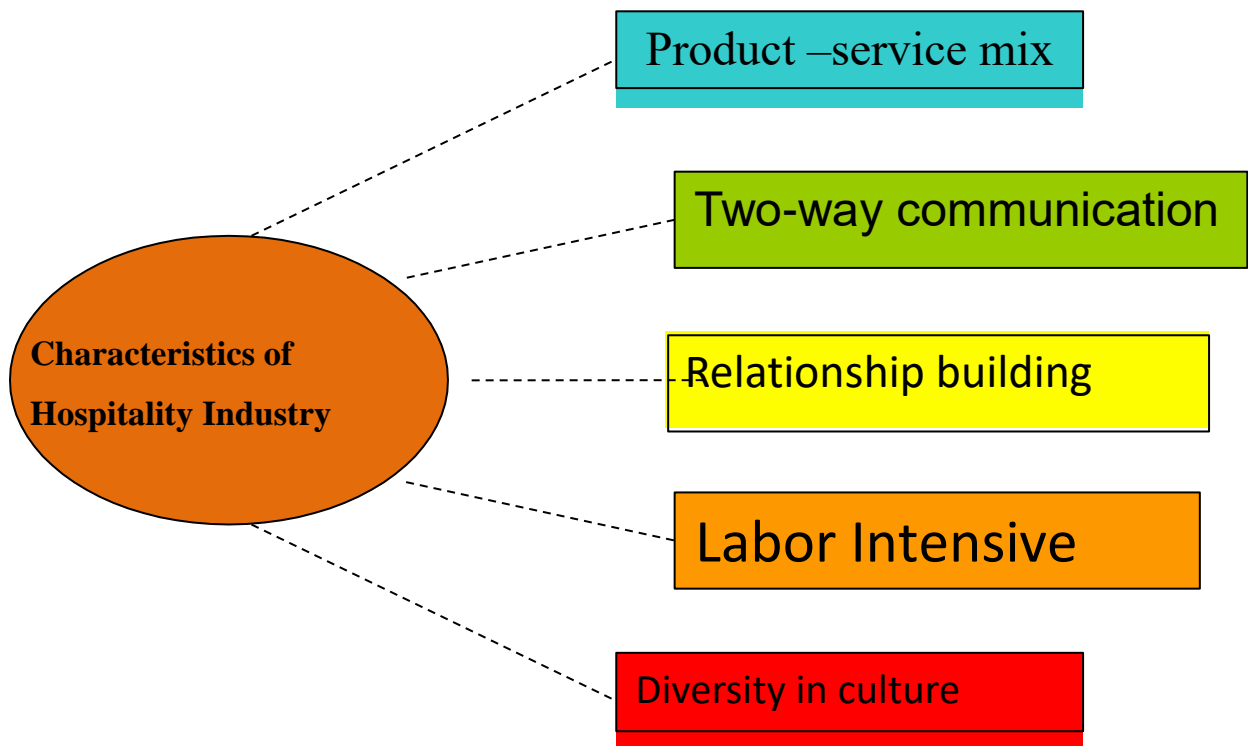 Product –service mix
Two-way communication
Characteristics of
Hospitality Industry
Relationship building
Labor Intensive
Diversity in culture